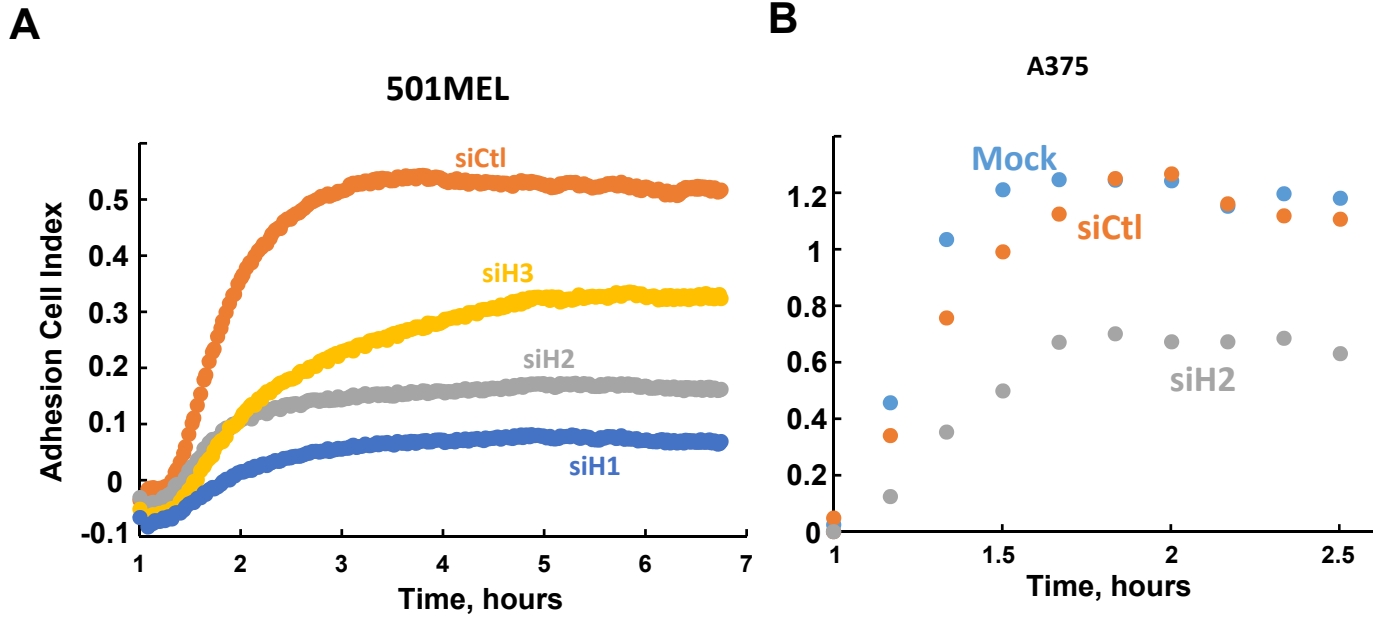 A
501MEL
Adhesion Cell Index
0.5
0.4
0.3
0.2
0.1
0
-0.1
siCtl
siH3
siH2
siH1
1 2 3 4 5 6 7
Time, hours
B
A375
1.2
1
0.8
0.6
0.4
0.2
0
Mock
siCtl
siH2
1 1.5 2 2.5
Time, hours